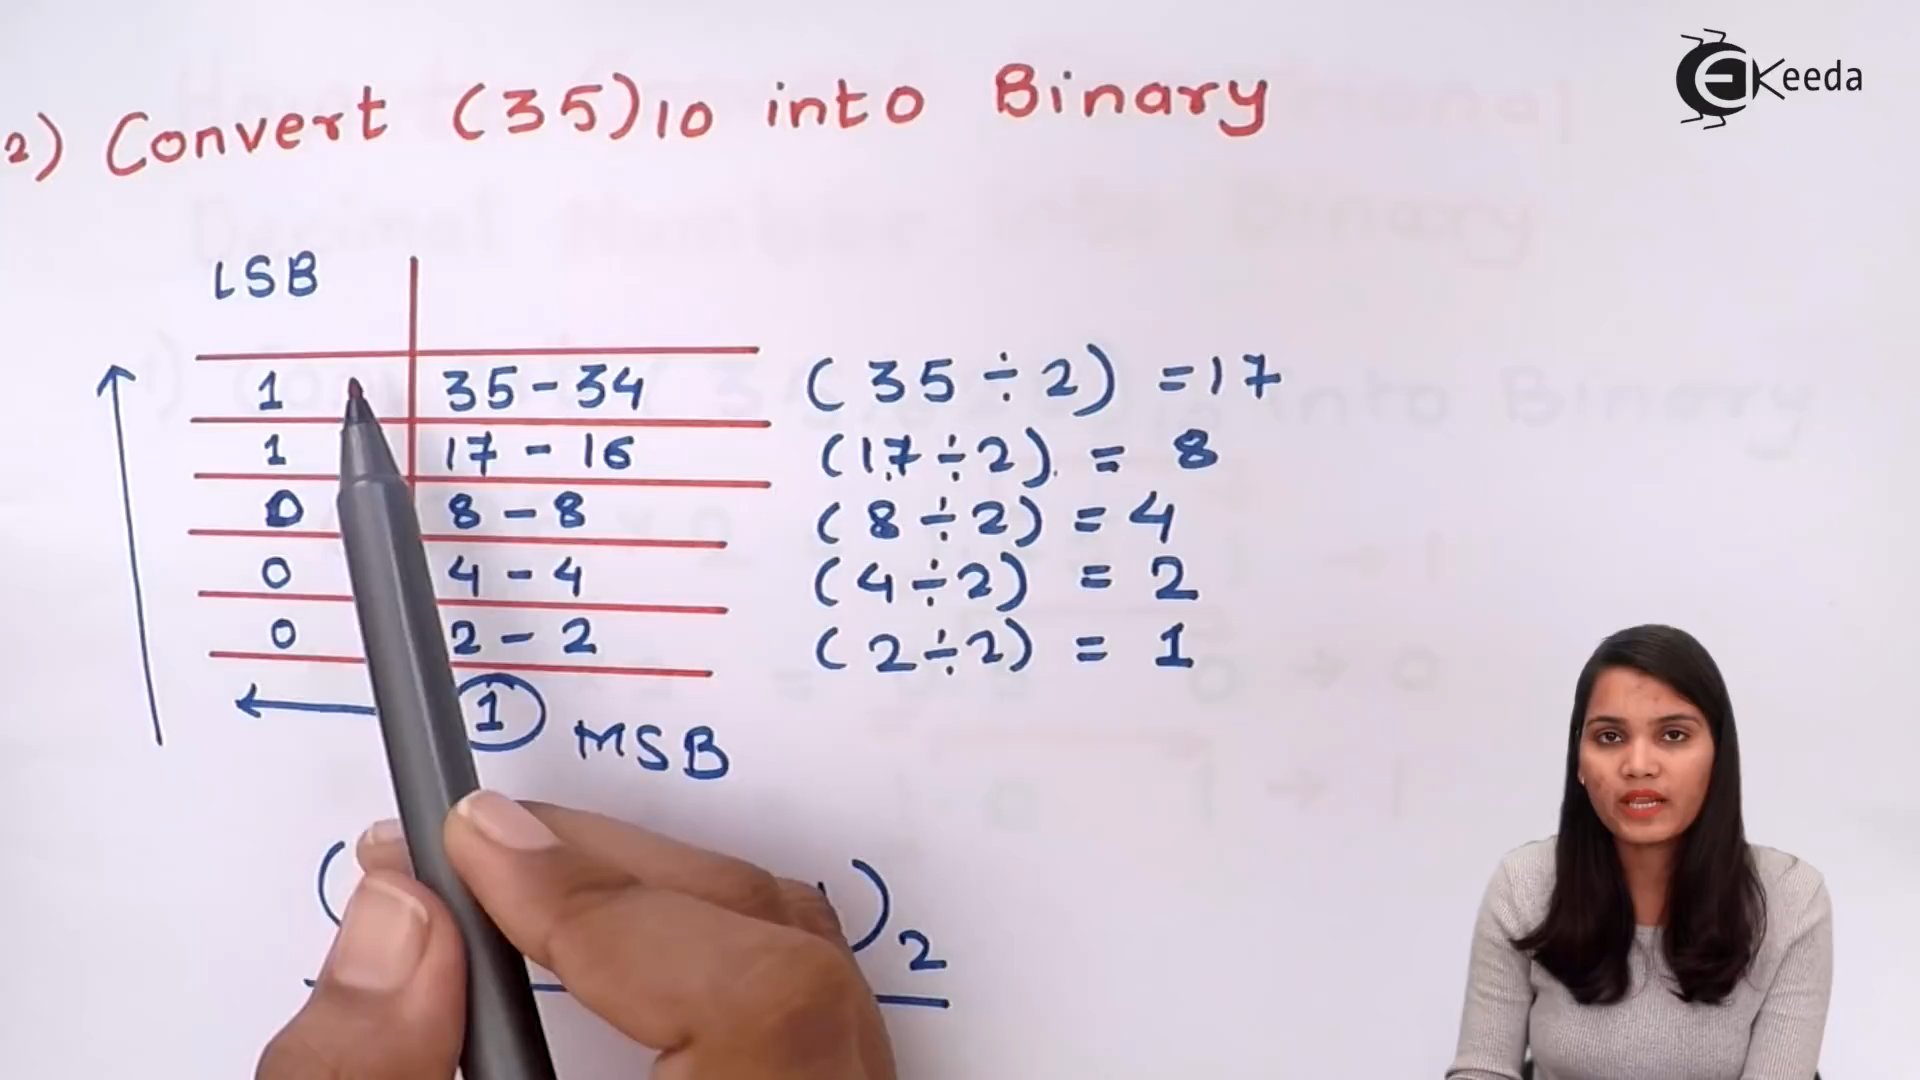 EKeeda
2) Convert (35)10 into Binary
LSB
1 35-34 (35÷2) =17
1 17-16 (17÷2) = 8
0 8-8 (8÷2) = 4
0 4-4 (4÷2) = 2
0 2-2 (2÷2) = 1
1 MSB
( )2